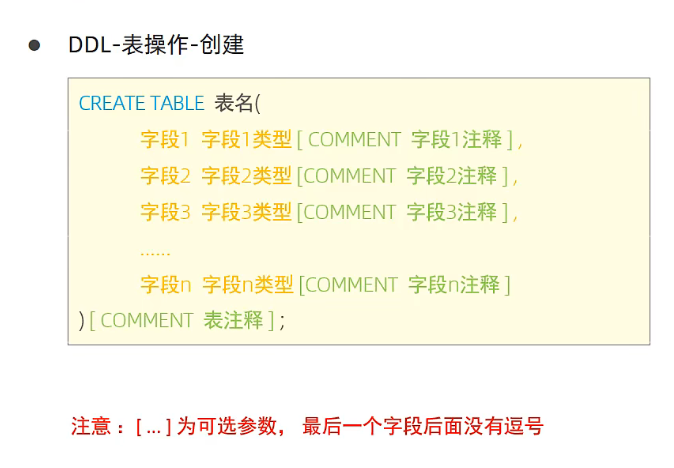 ● DDL-表操作-创建
CREATE TABLE 表名(
字段1 字段1类型[ COMMENT 字段1注释 ] ,
字段2 字段2类型[COMMENT 字段2注释 ] ,
字段3 字段3类型[COMMENT 字段3注释 ] ,
......
字段n 字段n类型[COMMENT 字段n注释 ]
) [ COMMENT 表注释 ] ;
注意：[ ... ] 为可选参数， 最后一个字段后面没有逗号